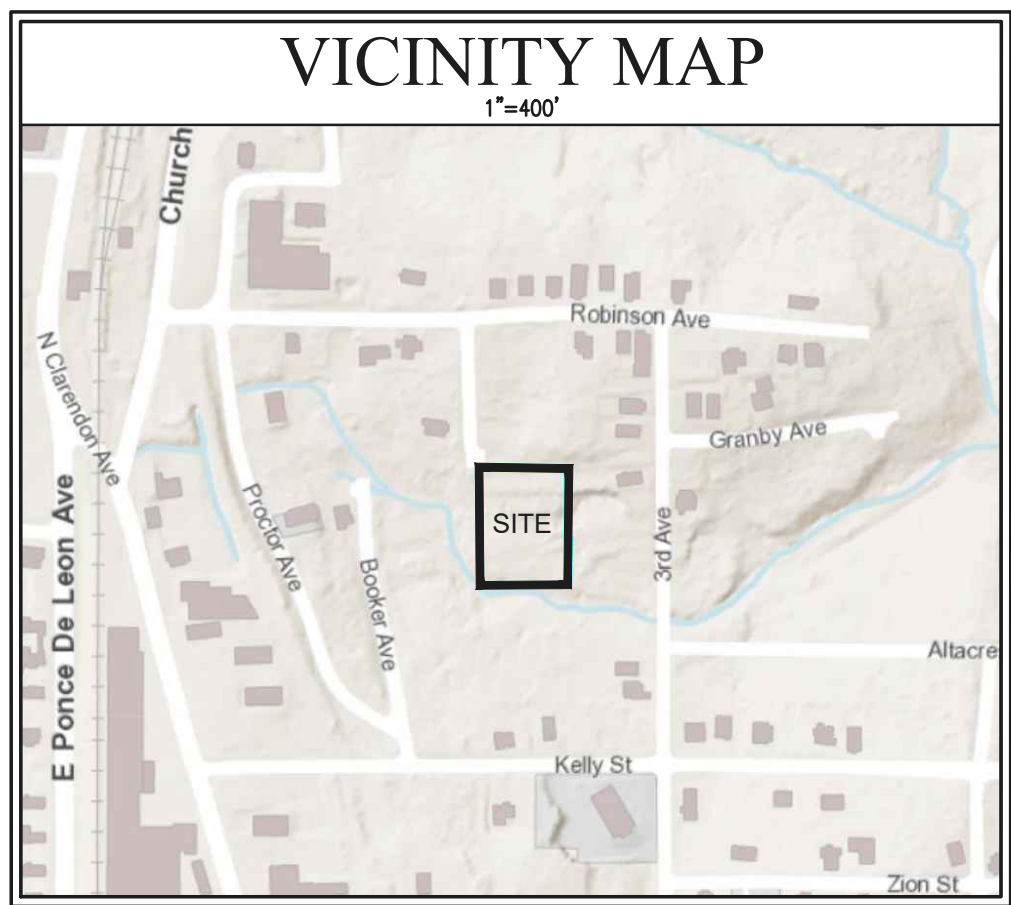 VICINITY MAP
1"=400'
Church
Robinson Ave
N Clarendon Ave
Granby Ave
E Ponce De Leon Ave
Proctor Ave
SITE
3rd Ave
Booker Ave
Altacre
Kelly St
Zion St